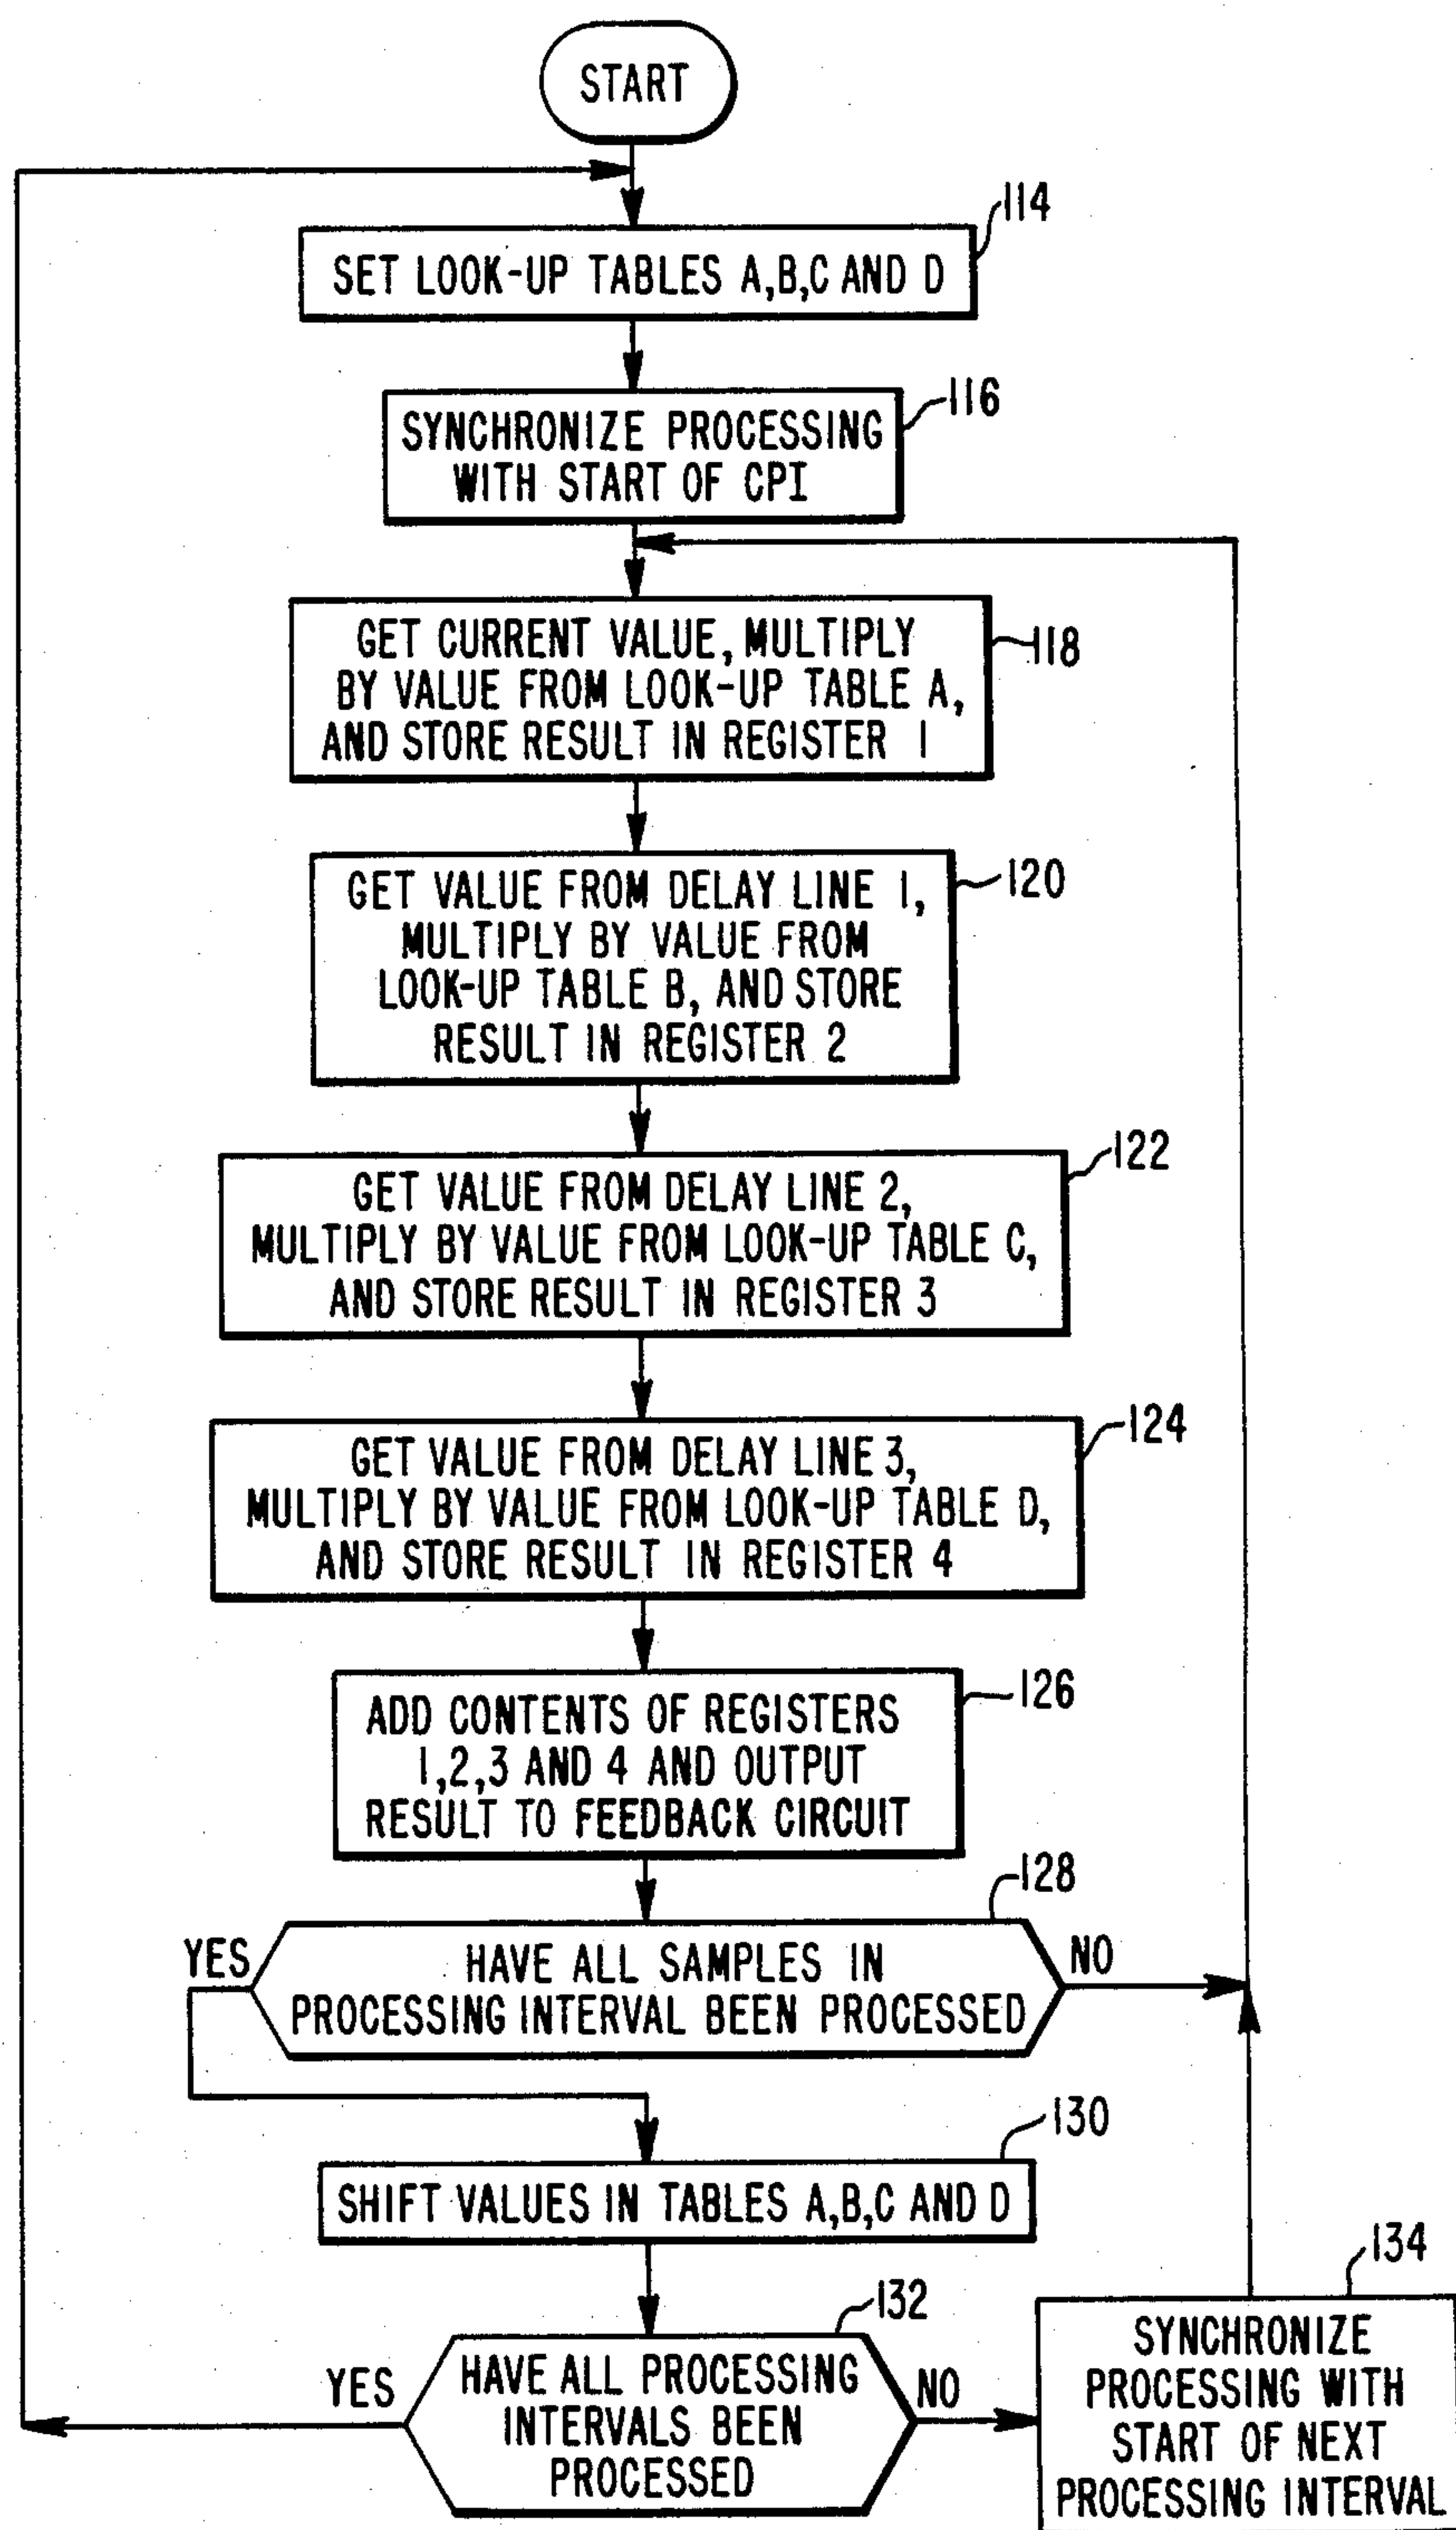 START
114
SET LOOK-UP TABLES A,B,C AND D
116
SYNCHRONIZE PROCESSING
WITH START OF CPI
118
GET CURRENT VALUE, MULTIPLY
BY VALUE FROM LOOK-UP TABLE A,
AND STORE RESULT IN REGISTER 1
120
GET VALUE FROM DELAY LINE 1,
MULTIPLY BY VALUE FROM
LOOK-UP TABLE B, AND STORE
RESULT IN REGISTER 2
122
GET VALUE FROM DELAY LINE 2,
MULTIPLY BY VALUE FROM LOOK-UP TABLE C,
AND STORE RESULT IN REGISTER 3
124
GET VALUE FROM DELAY LINE 3,
MULTIPLY BY VALUE FROM LOOK-UP TABLE D,
AND STORE RESULT IN REGISTER 4
126
ADD CONTENTS OF REGISTERS
1,2,3 AND 4 AND OUTPUT
RESULT TO FEEDBACK CIRCUIT
128
YES
HAVE ALL SAMPLES IN
PROCESSING INTERVAL BEEN PROCESSED
NO
130
SHIFT VALUES IN TABLES A,B,C AND D
132
YES
HAVE ALL PROCESSING
INTERVALS BEEN
PROCESSED
NO
134
SYNCHRONIZE
PROCESSING WITH
START OF NEXT
PROCESSING INTERVAL